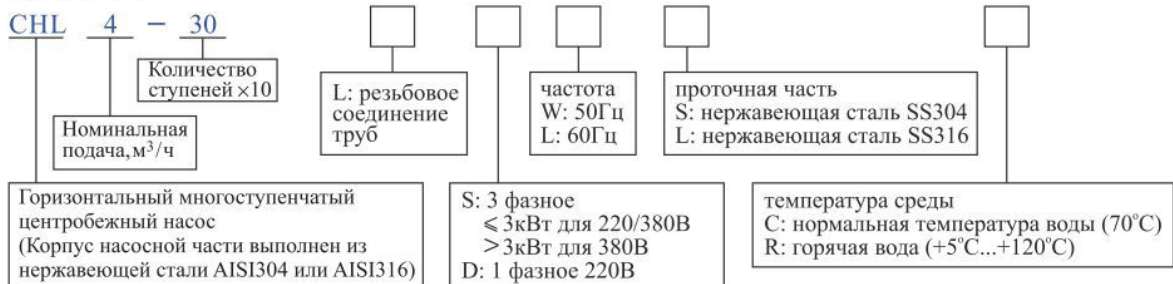 CHL 4 - 30
Количество
ступеней ×10
Номинальная
подача, м³/ч
Горизонтальный многоступенчатый
центробежный насос
(Корпус насосной части выполнен из
нержавеющей стали AISI304 или AISI316)
L: резьбовое
соединение
труб
S: 3 фазное
⩽3кВт для 220/380В
>3кВт для 380В
D: 1 фазное 220В
частота
W: 50Гц
L: 60Гц
проточная часть
S: нержавеющая сталь SS304
L: нержавеющая сталь SS316
температура среды
C: нормальная температура воды (70°C)
R: горячая вода (+5°C...+120°C)